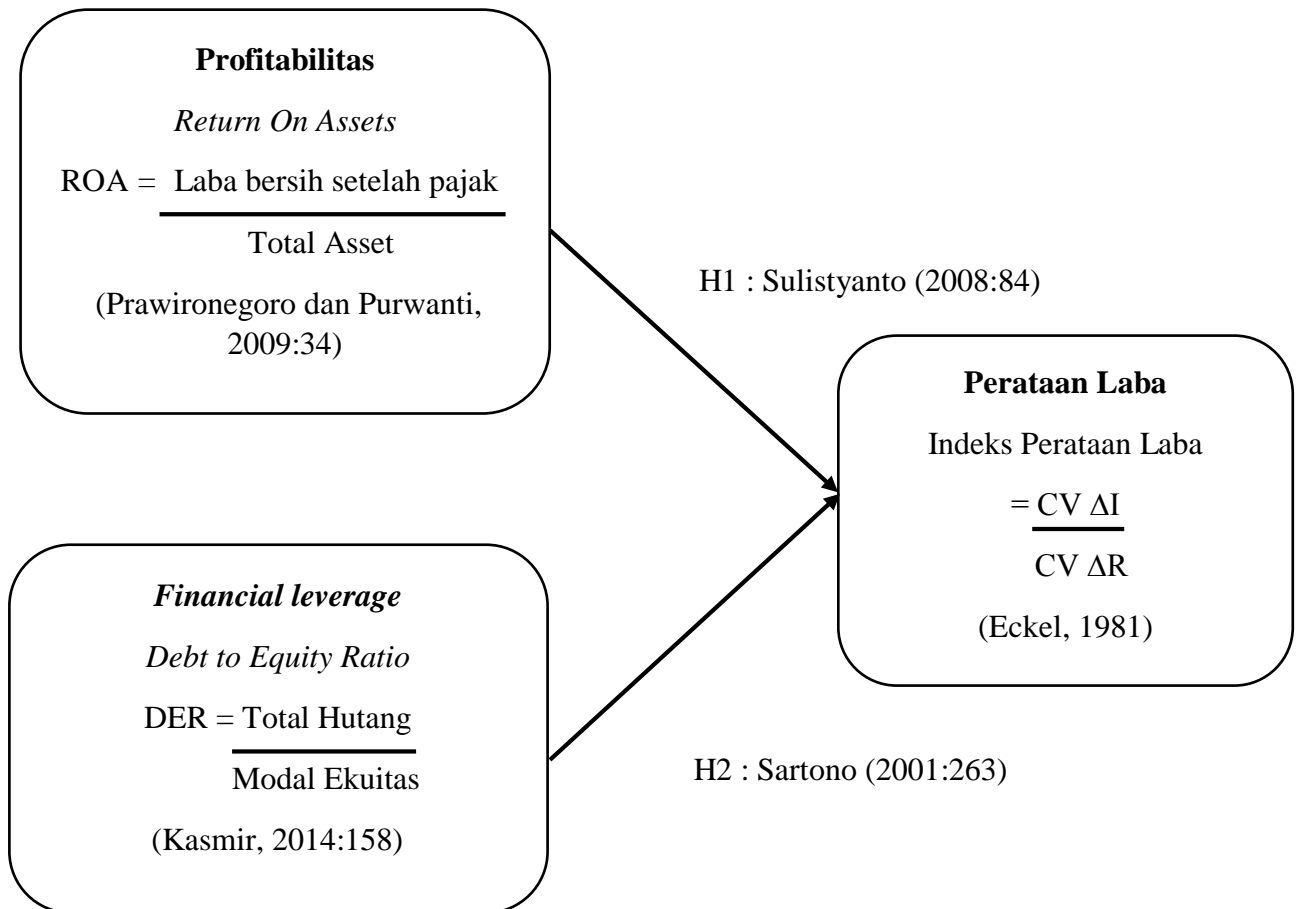 Profitabilitas
Return On Assets
ROA = Laba bersih setelah pajak
Total Asset
(Prawironegoro dan Purwanti,
2009:34)
H1 : Sulistyanto (2008:84)
Perataan Laba
Indeks Perataan Laba
= CV ∆I
CV ∆R
(Eckel, 1981)
Financial leverage
Debt to Equity Ratio
DER = Total Hutang
Modal Ekuitas
(Kasmir, 2014:158)
H2 : Sartono (2001:263)